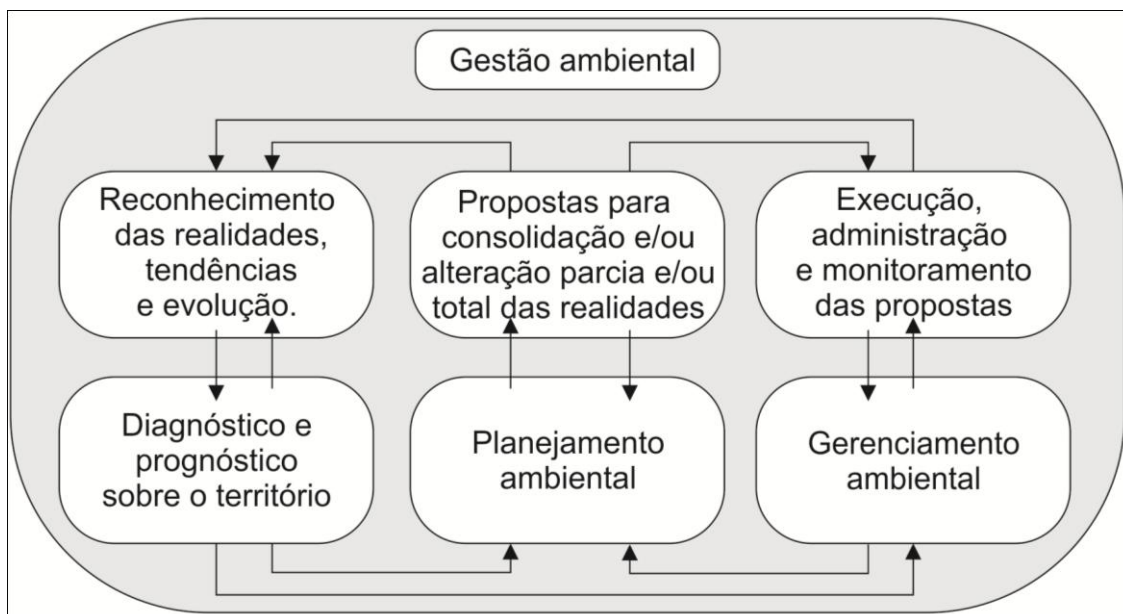 Gestão ambiental
Reconhecimento
das realidades,
tendências
e evolução.
Propostas para
consolidação e/ou
alteração parcia e/ou
total das realidades
Execução,
administração
e monitoramento
das propostas
Diagnóstico e
prognóstico
sobre o território
Planejamento
ambiental
Gerenciamento
ambiental